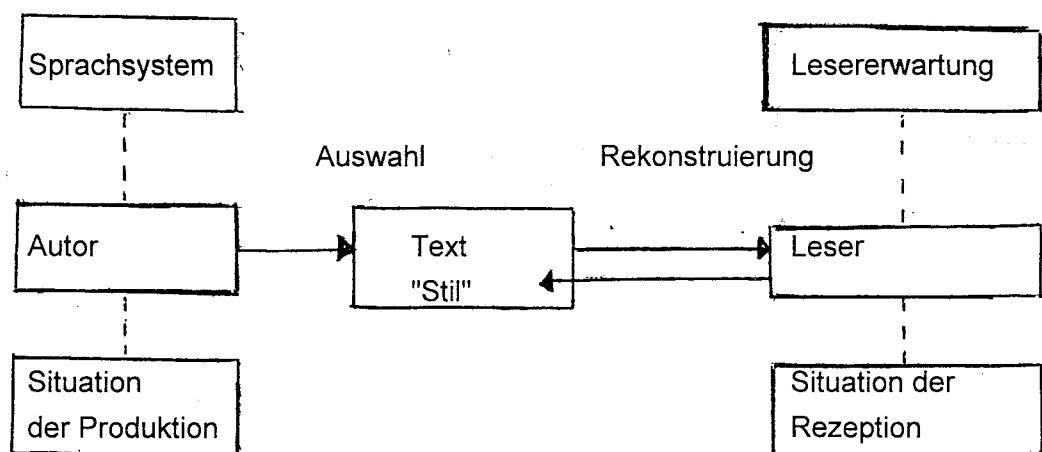 Sprachsystem
Lesererwartung
Auswahl
Rekonstruierung
Autor
Text
"Stil"
Leser
Situation
der Produktion
Situation der
Rezeption